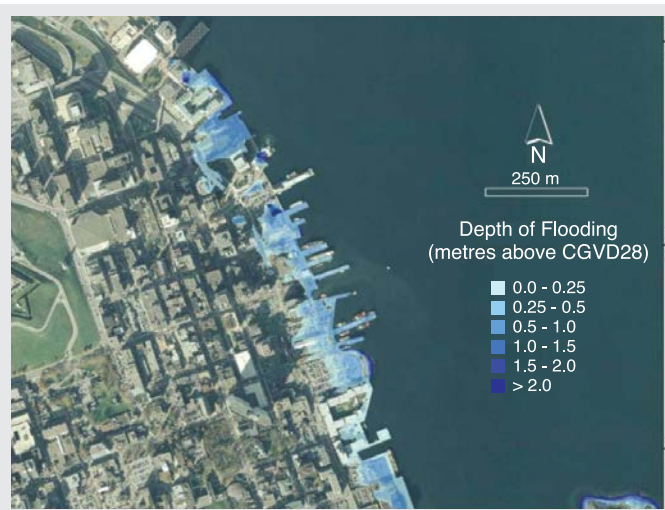 N
250 m
Depth of Flooding
(metres above CGVD28)
0.0 - 0.25
0.25 - 0.5
0.5 - 1.0
1.0 - 1.5
1.5 - 2.0
> 2.0